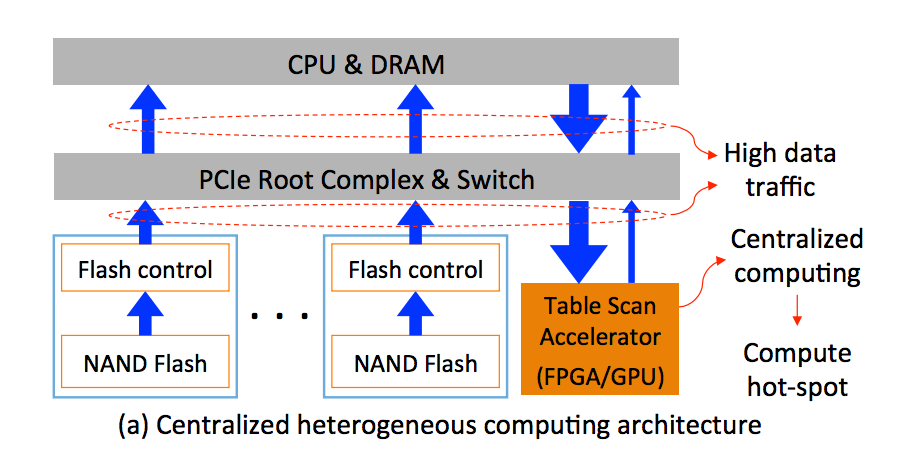 CPU & DRAM
High data
traffic
PCIe Root Complex & Switch
Centralized
computing
Flash control
NAND Flash
. . .
Flash control
NAND Flash
Table Scan
Accelerator
(FPGA/GPU)
Compute
hot-spot
(a) Centralized heterogeneous computing architecture